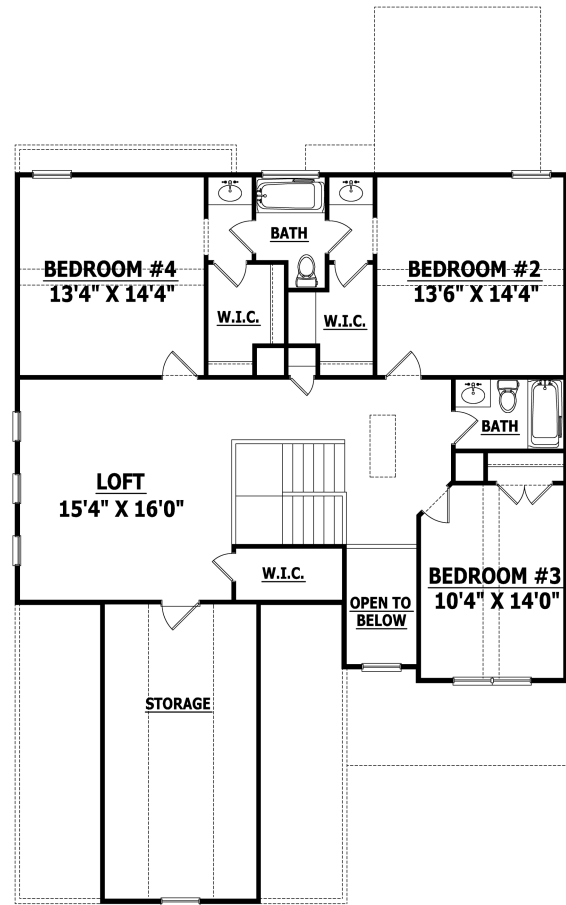 BATH
BEDROOM #4
13'4" X 14'4"
BEDROOM #2
13'6" X 14'4"
W.I.C.
W.I.C.
BATH
LOFT
15'4" X 16'0"
W.I.C.
BEDROOM #3
10'4" X 14'0"
OPEN TO
BELOW
STORAGE